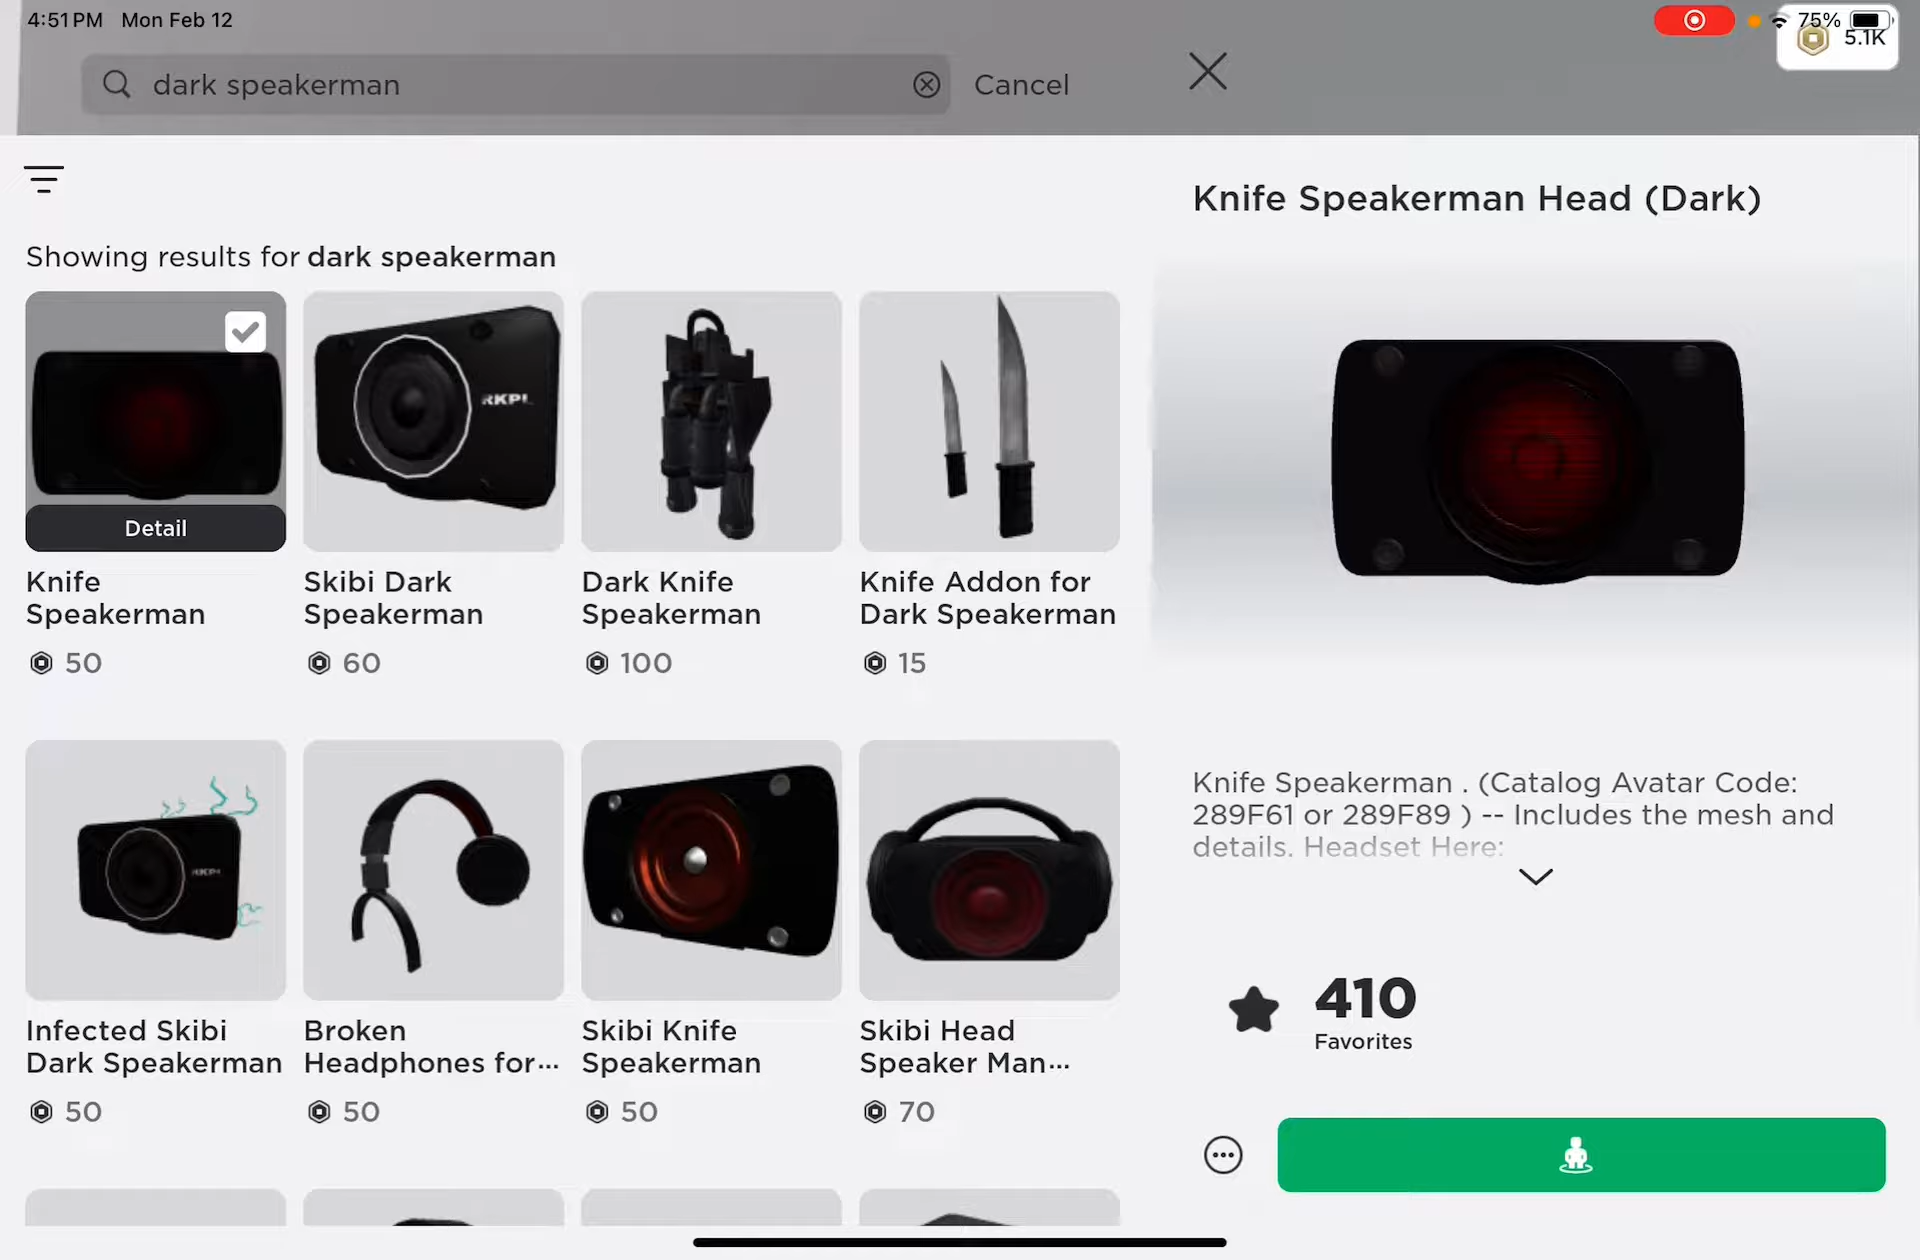 4:51 PM Mon Feb 12
75%
5.1K
dark speakerman
Cancel
Showing results for dark speakerman
Detail
Knife
Speakerman
50
RKPI
Skibi Dark
Speakerman
60
Dark Knife
Speakerman
100
Knife Addon for
Dark Speakerman
15
Infected Skibi
Dark Speakerman
50
Broken
Headphones for...
50
Skibi Knife
Speakerman
50
Skibi Head
Speaker Man...
70
Knife Speakerman Head (Dark)
Knife Speakerman . (Catalog Avatar Code:
289F61 or 289F89 ) -- Includes the mesh and
details. Headset Here:
410
Favorites